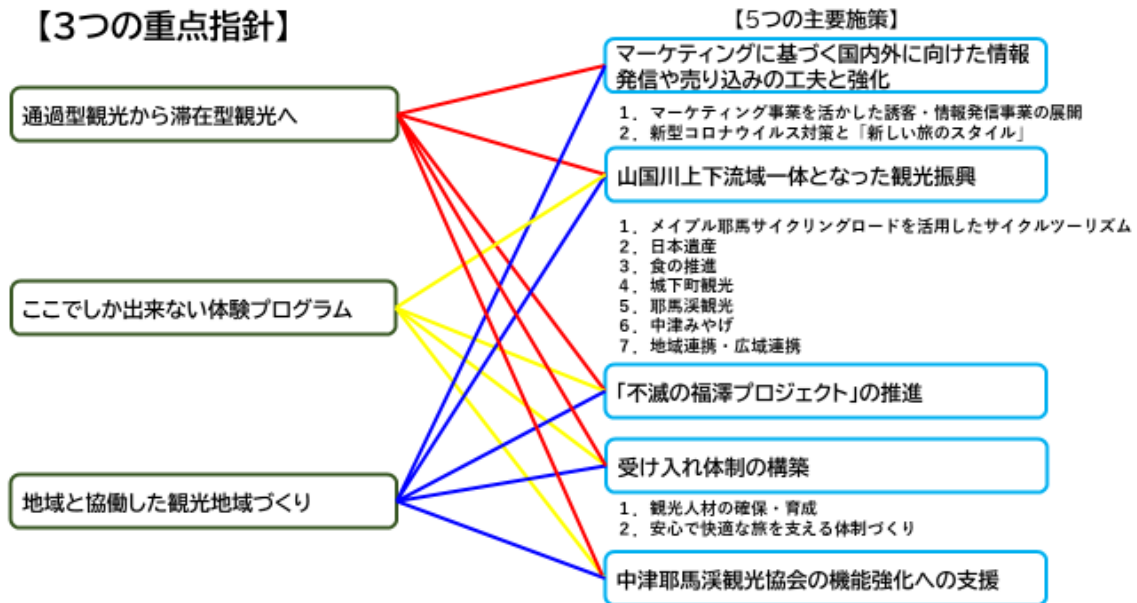 【3つの重点指針】
通過型観光から滞在型観光へ
ここでしか出来ない体験プログラム
地域と協働した観光地域づくり
【5つの主要施策】
マーケティングに基づく国内外に向けた情報
発信や売り込みの工夫と強化
1. マーケティング事業を活かした誘客・情報発信事業の展開
2. 新型コロナウイルス対策と「新しい旅のスタイル」
山国川上下流域一体となった観光振興
1. メイプル耶馬サイクリングロードを活用したサイクルツーリズム
2. 日本遺産
3. 食の推進
4. 城下町観光
5. 耶馬渓観光
6. 中津みやげ
7. 地域連携・広域連携
「不滅の福澤プロジェクト」の推進
受け入れ体制の構築
1. 観光人材の確保・育成
2. 安心で快適な旅を支える体制づくり
中津耶馬渓観光協会の機能強化への支援